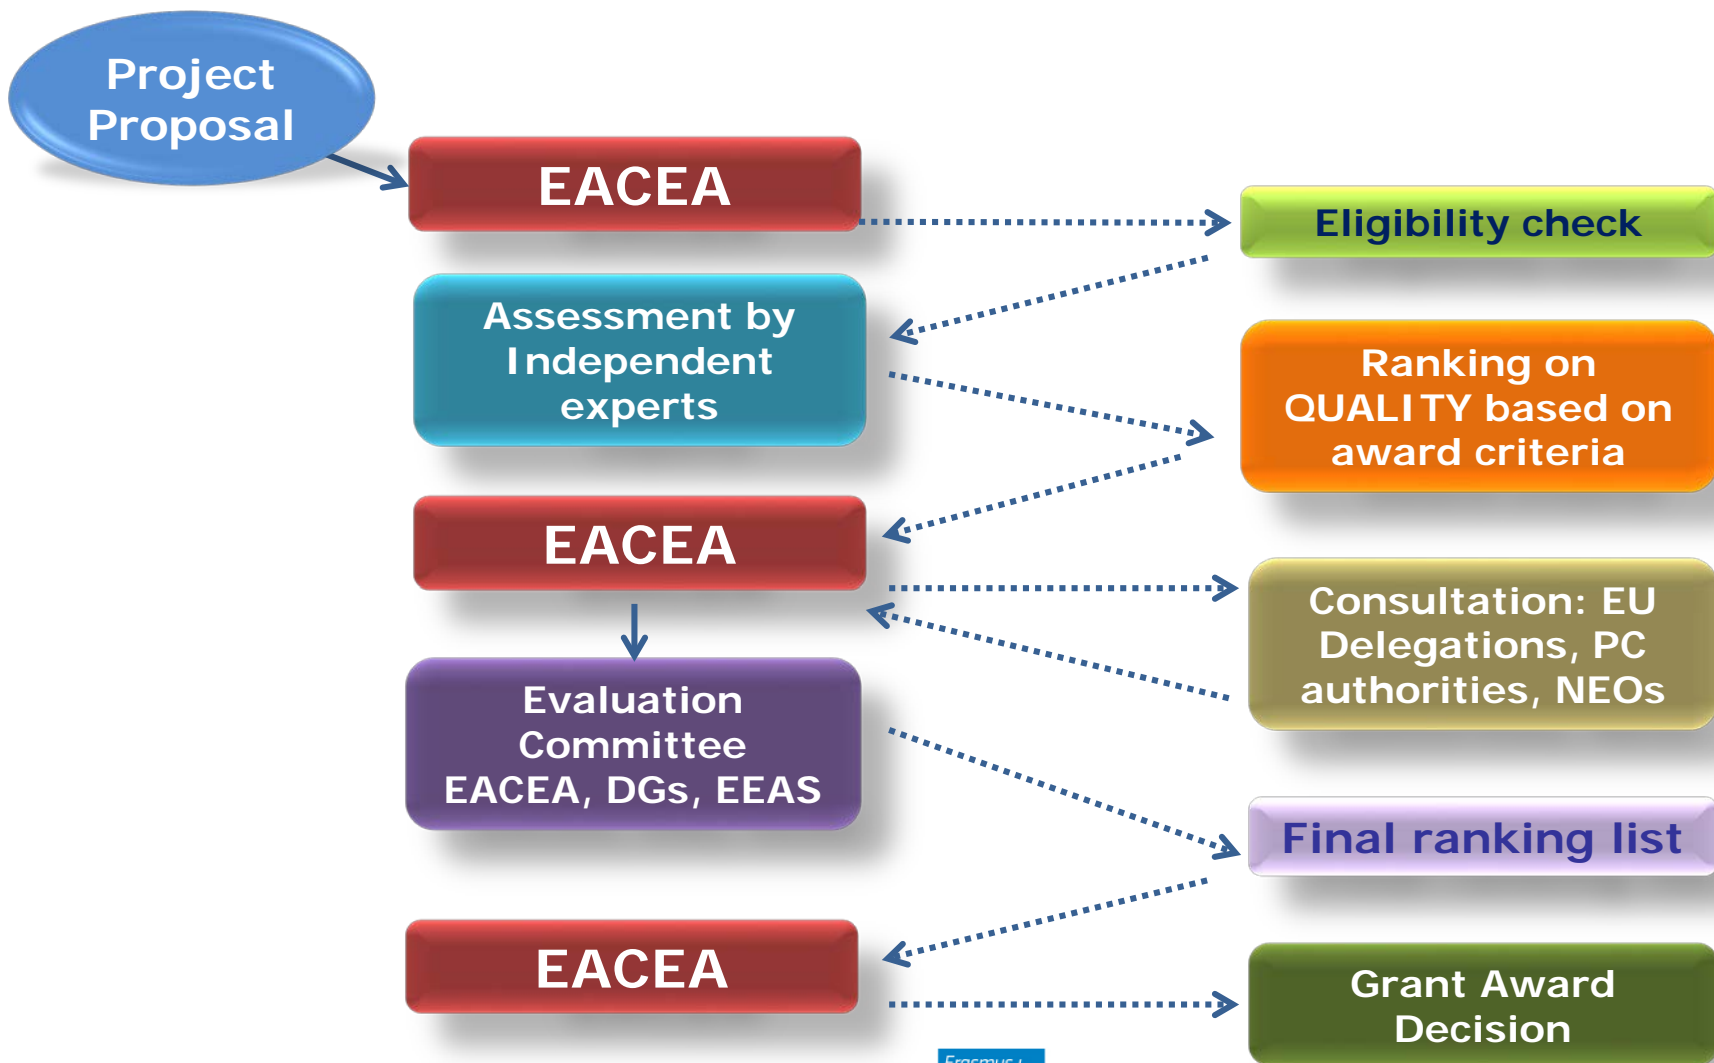 Project
Proposal
EACEA
Eligibility check
Assessment by
Independent
experts
Ranking on
QUALITY based on
award criteria
EACEA
Consultation: EU
Delegations, PC
authorities, NEOs
Evaluation
Committee
EACEA, DGs, EEAS
Final ranking list
EACEA
Grant Award
Decision
Erasmus+